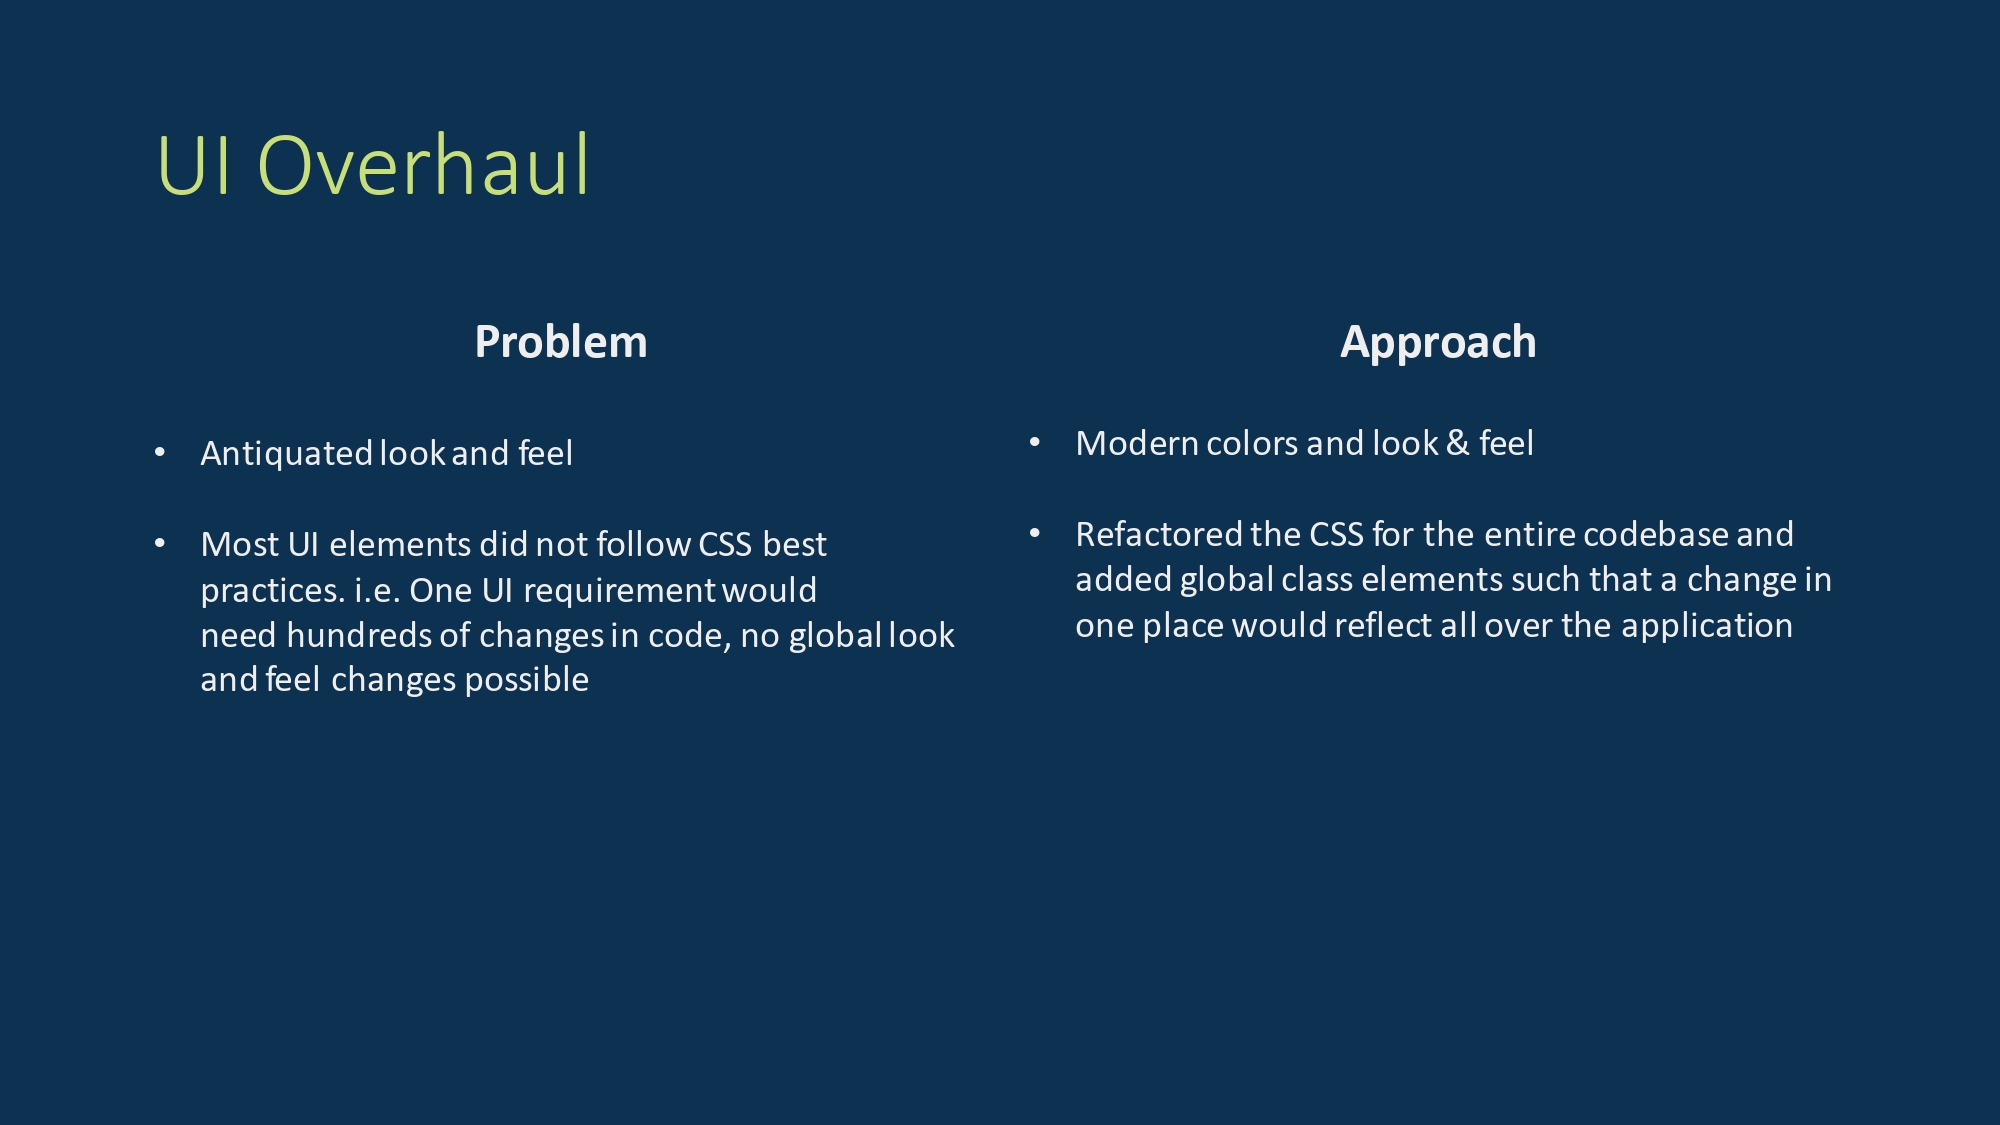 UI Overhaul
Problem
• Antiquated look and feel
• Most UI elements did not follow CSS best
practices. i.e. One UI requirement would
need hundreds of changes in code, no global look
and feel changes possible
Approach
• Modern colors and look & feel
• Refactored the CSS for the entire codebase and
added global class elements such that a change in
one place would reflect all over the application